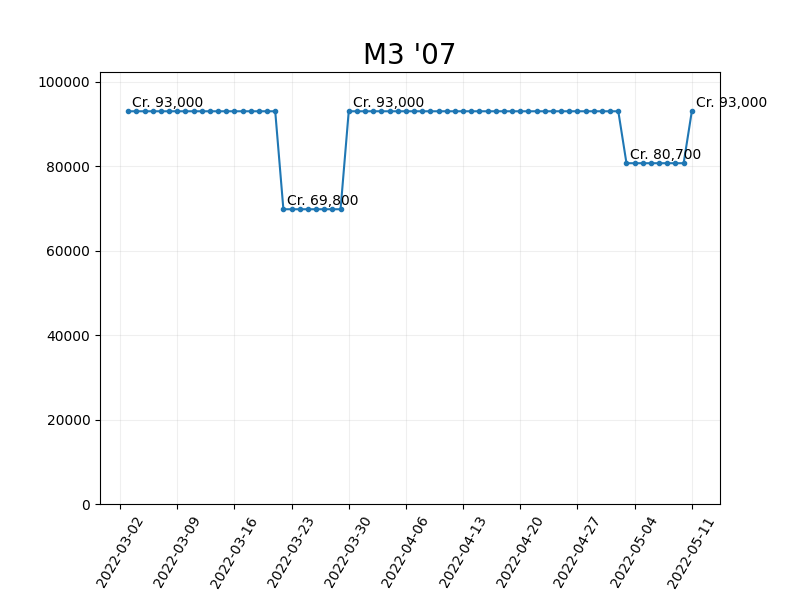 M3 '07
100000
80000
60000
40000
20000
0
Cr. 93,000
Cr. 69,800
Cr. 93,000
Cr. 80,700
Cr. 93,000
2022-03-02
2022-03-09
2022-03-16
2022-03-23
2022-03-30
2022-04-06
2022-04-13
2022-04-20
2022-04-27
2022-05-04
2022-05-11